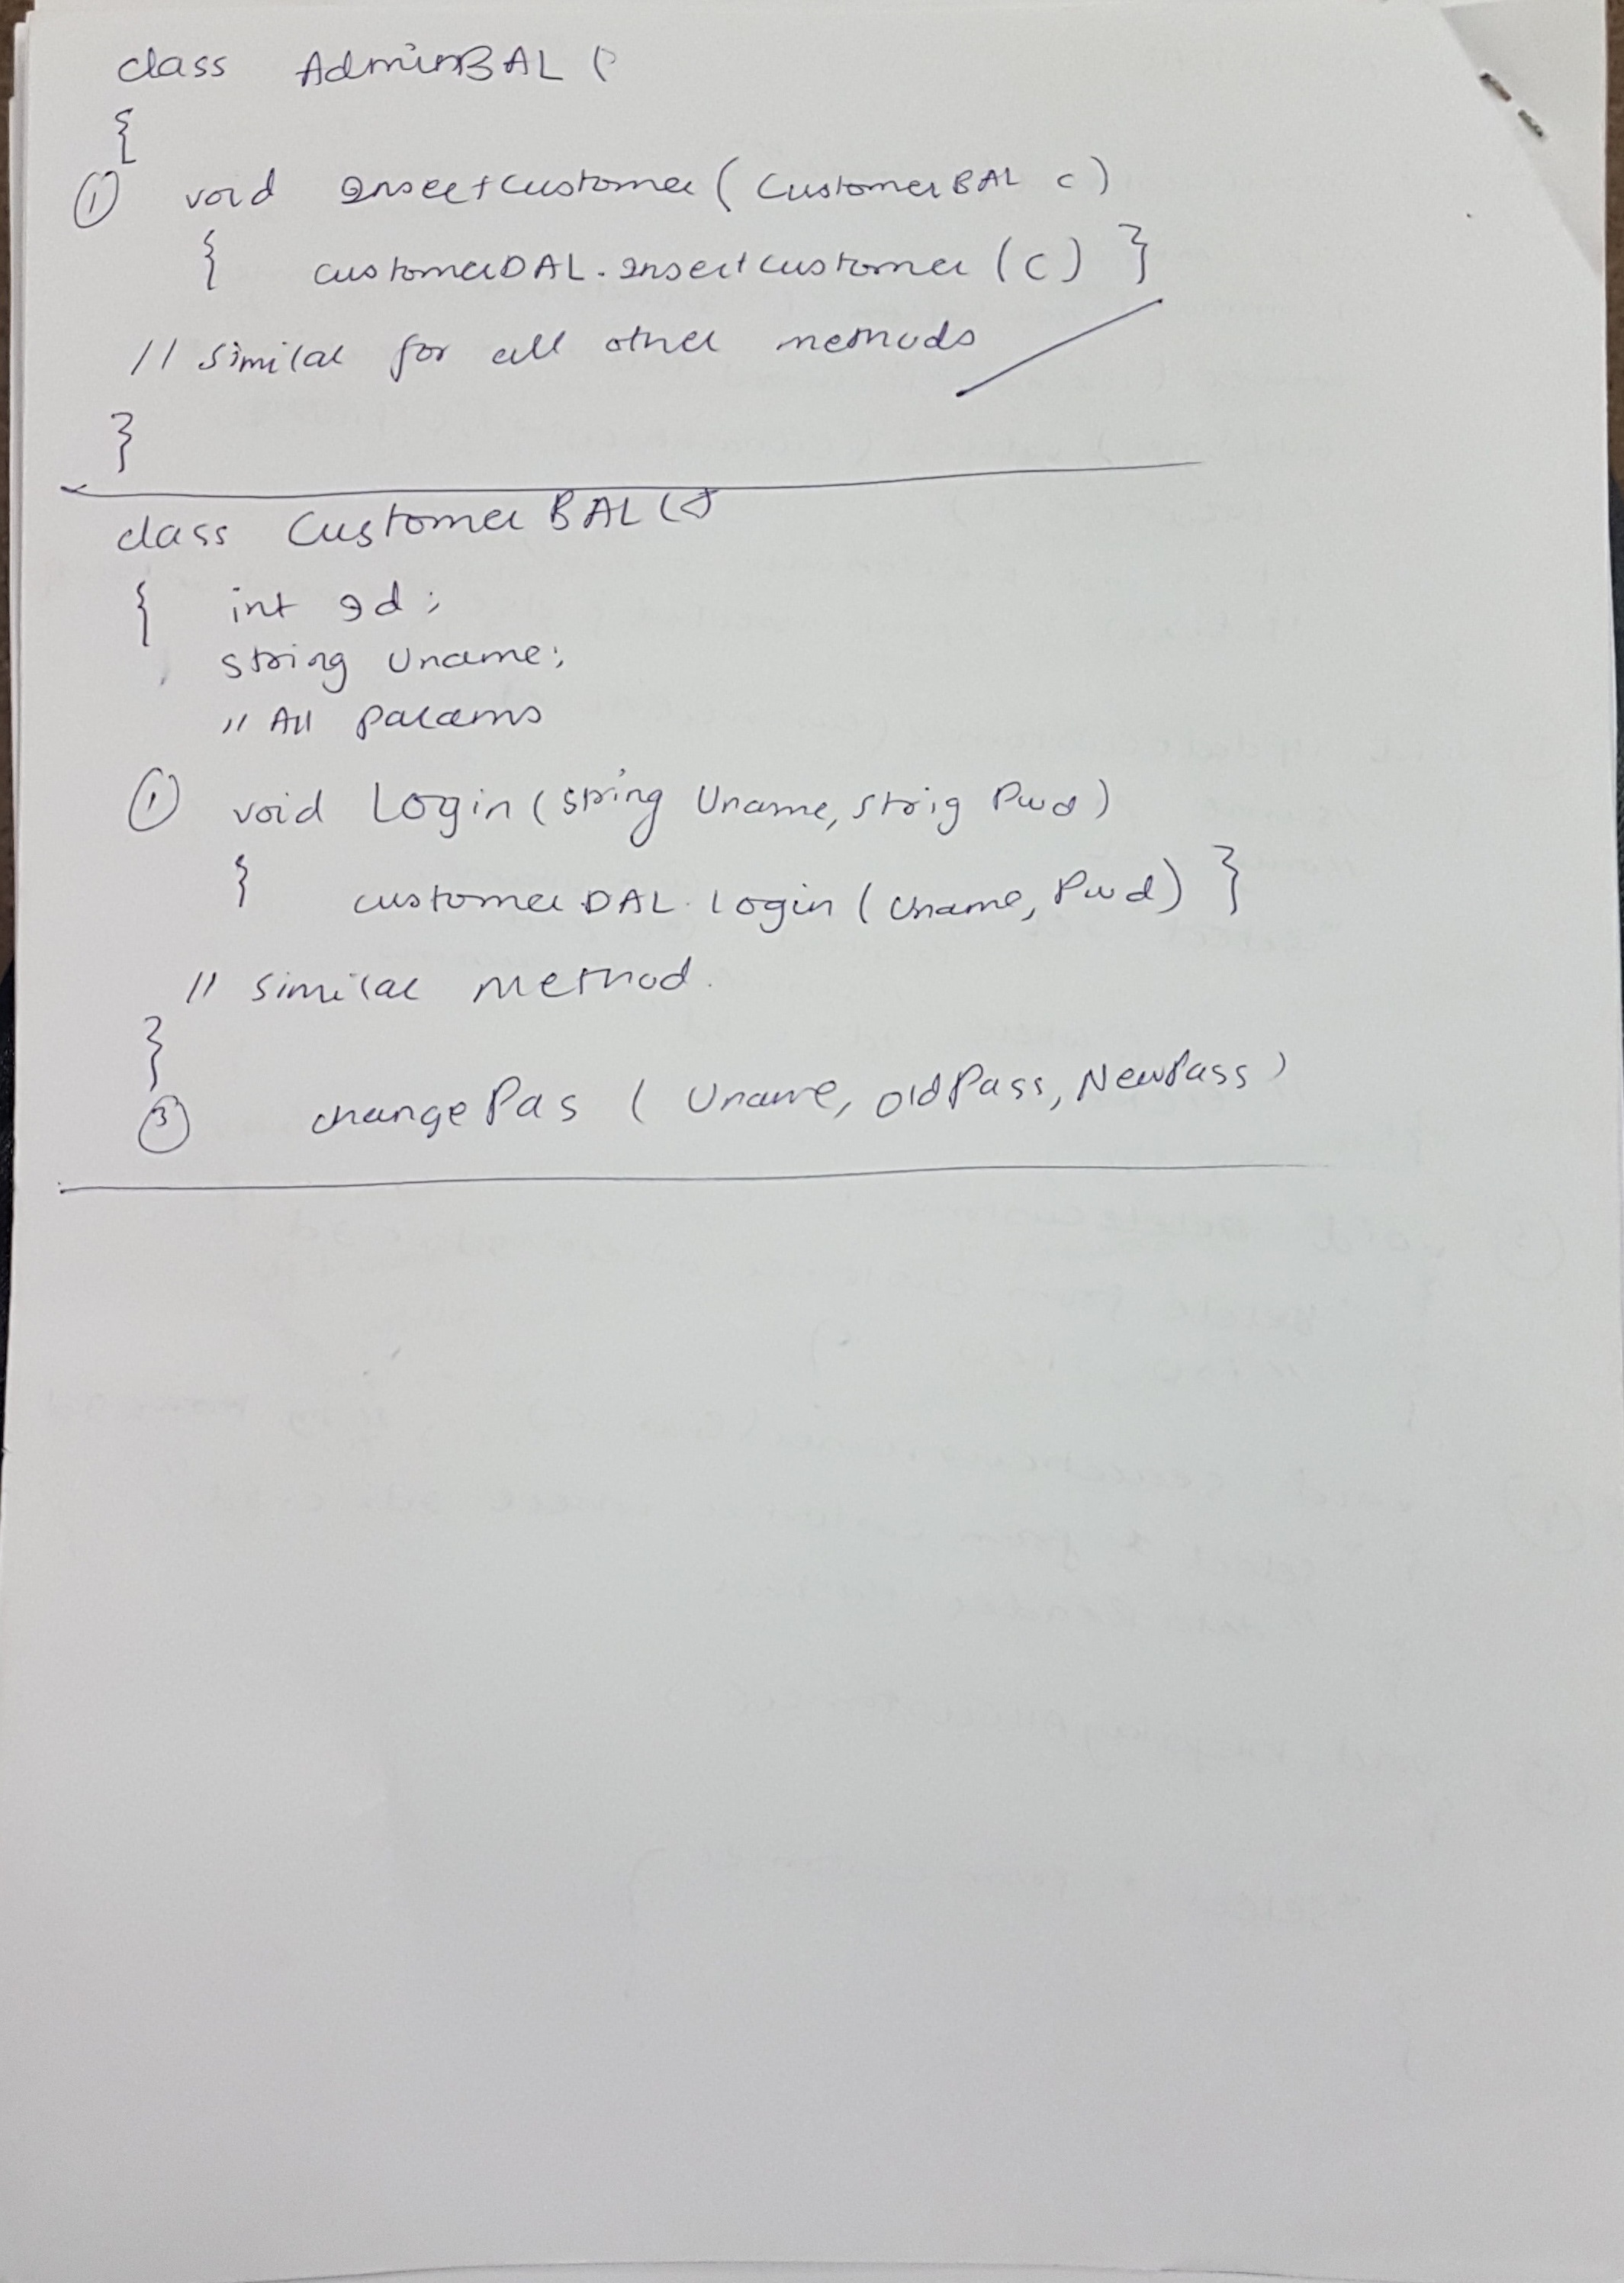 class AdminBAL (
{
① void InsertCustomer ( CustomerBAL c )
{ customerDAL.InsertCustomer (c) }
// Similar for all other methods
}
class CustomerBAL ()
{ int Id ;
string Uname;
// All params
① void Login ( string Uname, strig Pwd )
{ customerDAL.Login ( Uname, Pwd ) }
// similar method.
}
③ changePas ( Uname, oldPass, NewPass )